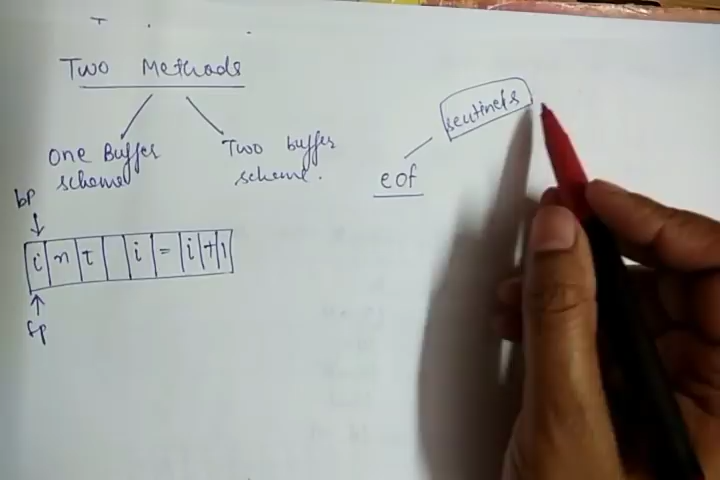 Two Methods
One Buffer
scheme
Two buffer
scheme.
sentinels
eof
bp
i n t i = i + 1
fp